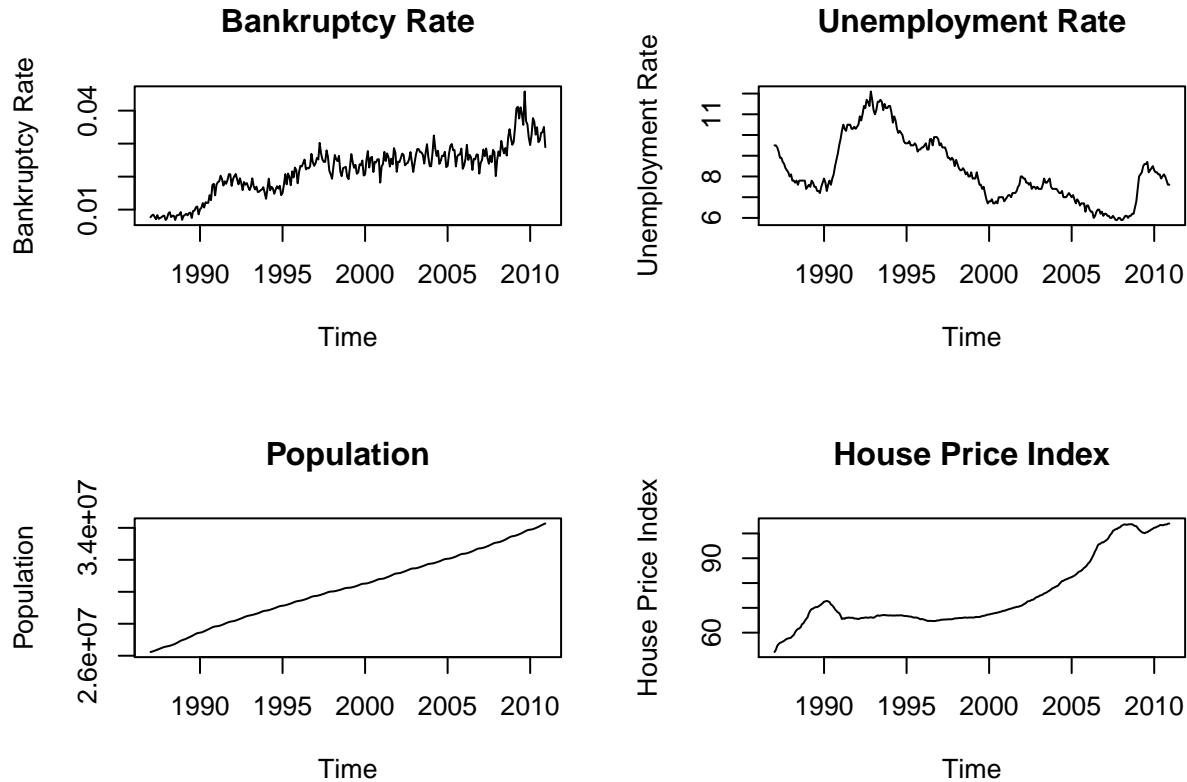 Bankruptcy Rate
Bankruptcy Rate
0.01
0.04
1990 1995 2000 2005 2010
Time
Unemployment Rate
Unemployment Rate
6
8
11
1990 1995 2000 2005 2010
Time
Population
Population
2.6e+07
3.4e+07
1990 1995 2000 2005 2010
Time
House Price Index
House Price Index
60
90
1990 1995 2000 2005 2010
Time